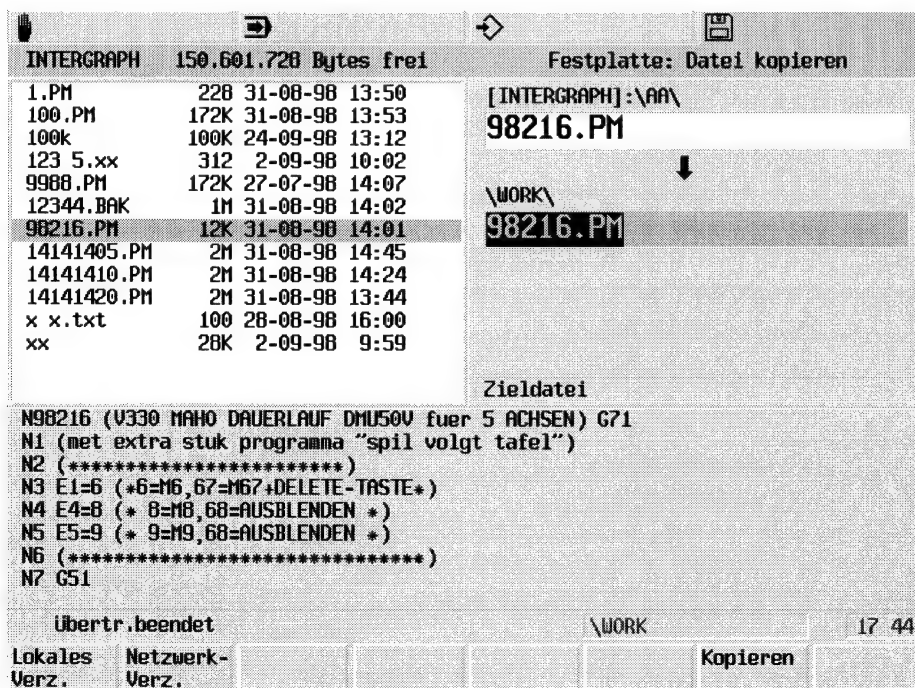 INTERGRAPH 150.601.728 Bytes frei
Festplatte: Datei kopieren
1.PM 228 31-08-98 13:50
100.PM 172K 31-08-98 13:53
100k 100K 24-09-98 13:12
123 5.xx 312 2-09-98 10:02
9988.PM 172K 27-07-98 14:07
12344.BAK 1M 31-08-98 14:02
98216.PM 12K 31-08-98 14:01
14141405.PM 2M 31-08-98 14:45
14141410.PM 2M 31-08-98 14:24
14141420.PM 2M 31-08-98 13:44
x x.txt 100 28-08-98 16:00
xx 28K 2-09-98 9:59
[INTERGRAPH]:\AA\
98216.PM
\WORK\
98216.PM
Zieldatei
N98216 (V330 MAHO DAUERLAUF DMU50V fuer 5 ACHSEN) G71
N1 (met extra stuk programma "spil volgt tafel")
N2 (************************)
N3 E1=6 (*6=M6,67=M67+DELETE-TASTE*)
N4 E4=8 (* 8=M8,68=AUSBLENDEN *)
N5 E5=9 (* 9=M9,68=AUSBLENDEN *)
N6 (*******************************)
N7 G51
Übertr.beendet \WORK 17 44
Lokales Verz.
Netzwerk-Verz.
Kopieren